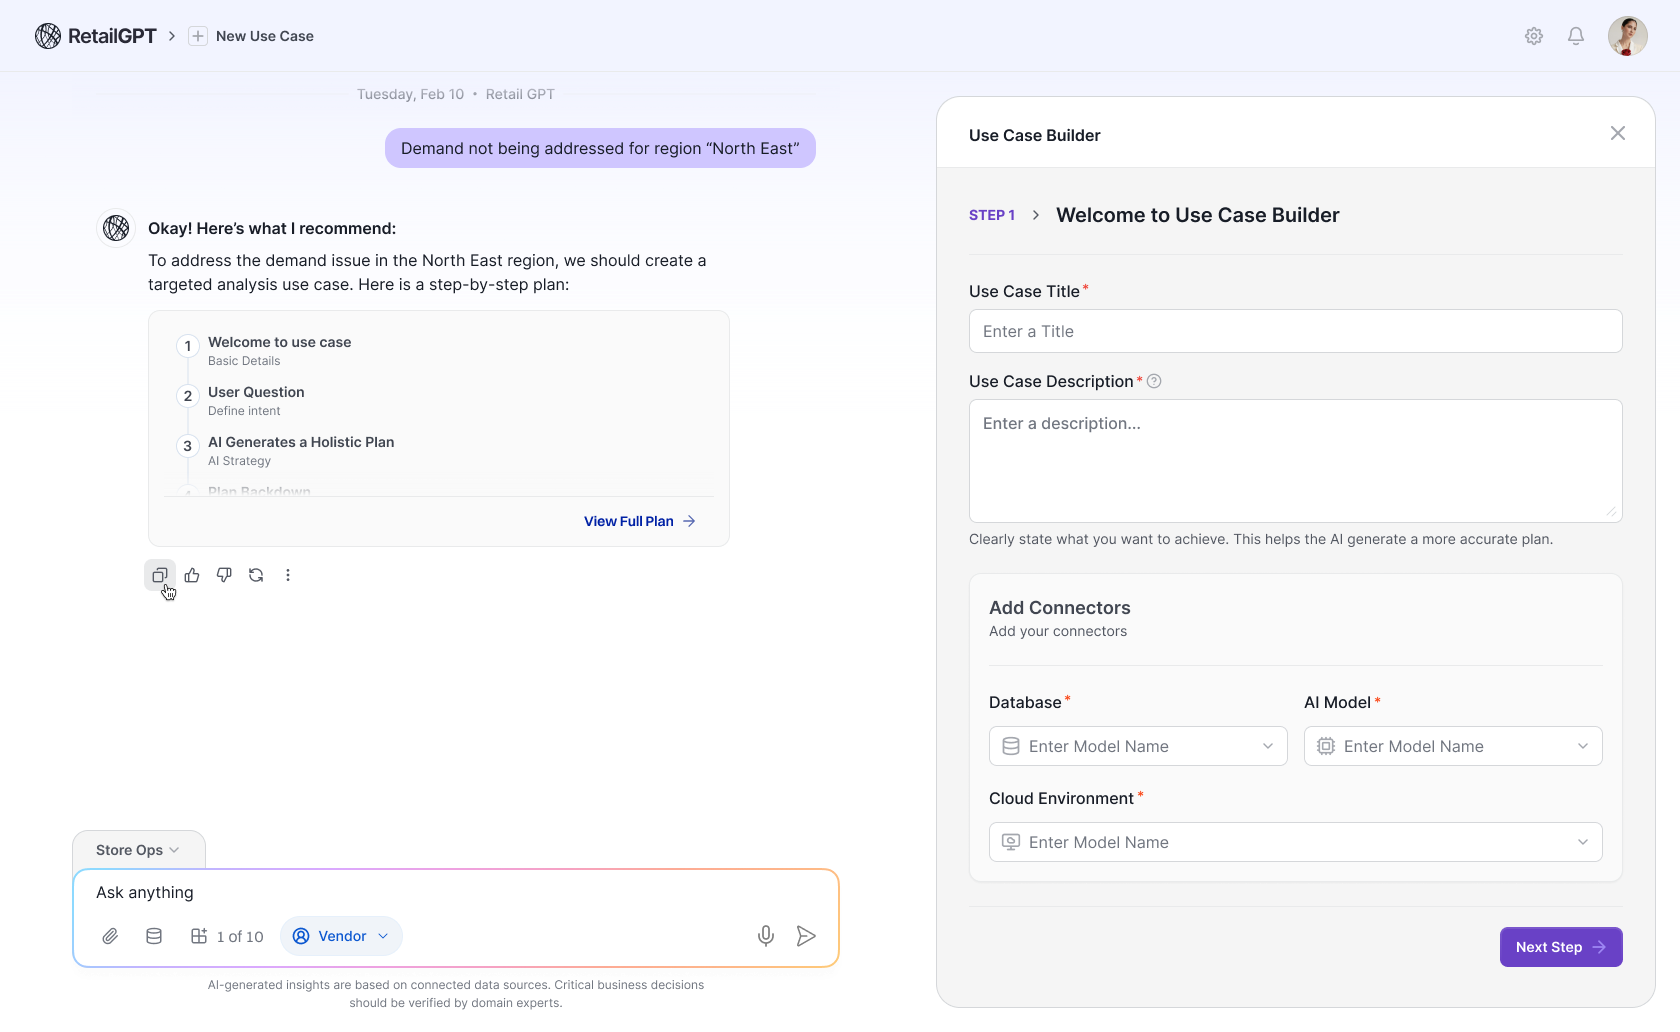 RetailGPT
New Use Case
Tuesday, Feb 10 • Retail GPT
Demand not being addressed for region “North East”
Okay! Here’s what I recommend:
To address the demand issue in the North East region, we should create a
targeted analysis use case. Here is a step-by-step plan:
1
Welcome to use case
Basic Details
2
User Question
Define intent
3
AI Generates a Holistic Plan
AI Strategy
4
Plan Backdown
View Full Plan
Store Ops
Ask anything
1 of 10
Vendor
AI-generated insights are based on connected data sources. Critical business decisions
should be verified by domain experts.
Use Case Builder
STEP 1
Welcome to Use Case Builder
Use Case Title*
Enter a Title
Use Case Description*
Enter a description...
Clearly state what you want to achieve. This helps the AI generate a more accurate plan.
Add Connectors
Add your connectors
Database*
AI Model*
Enter Model Name
Enter Model Name
Cloud Environment*
Enter Model Name
Next Step